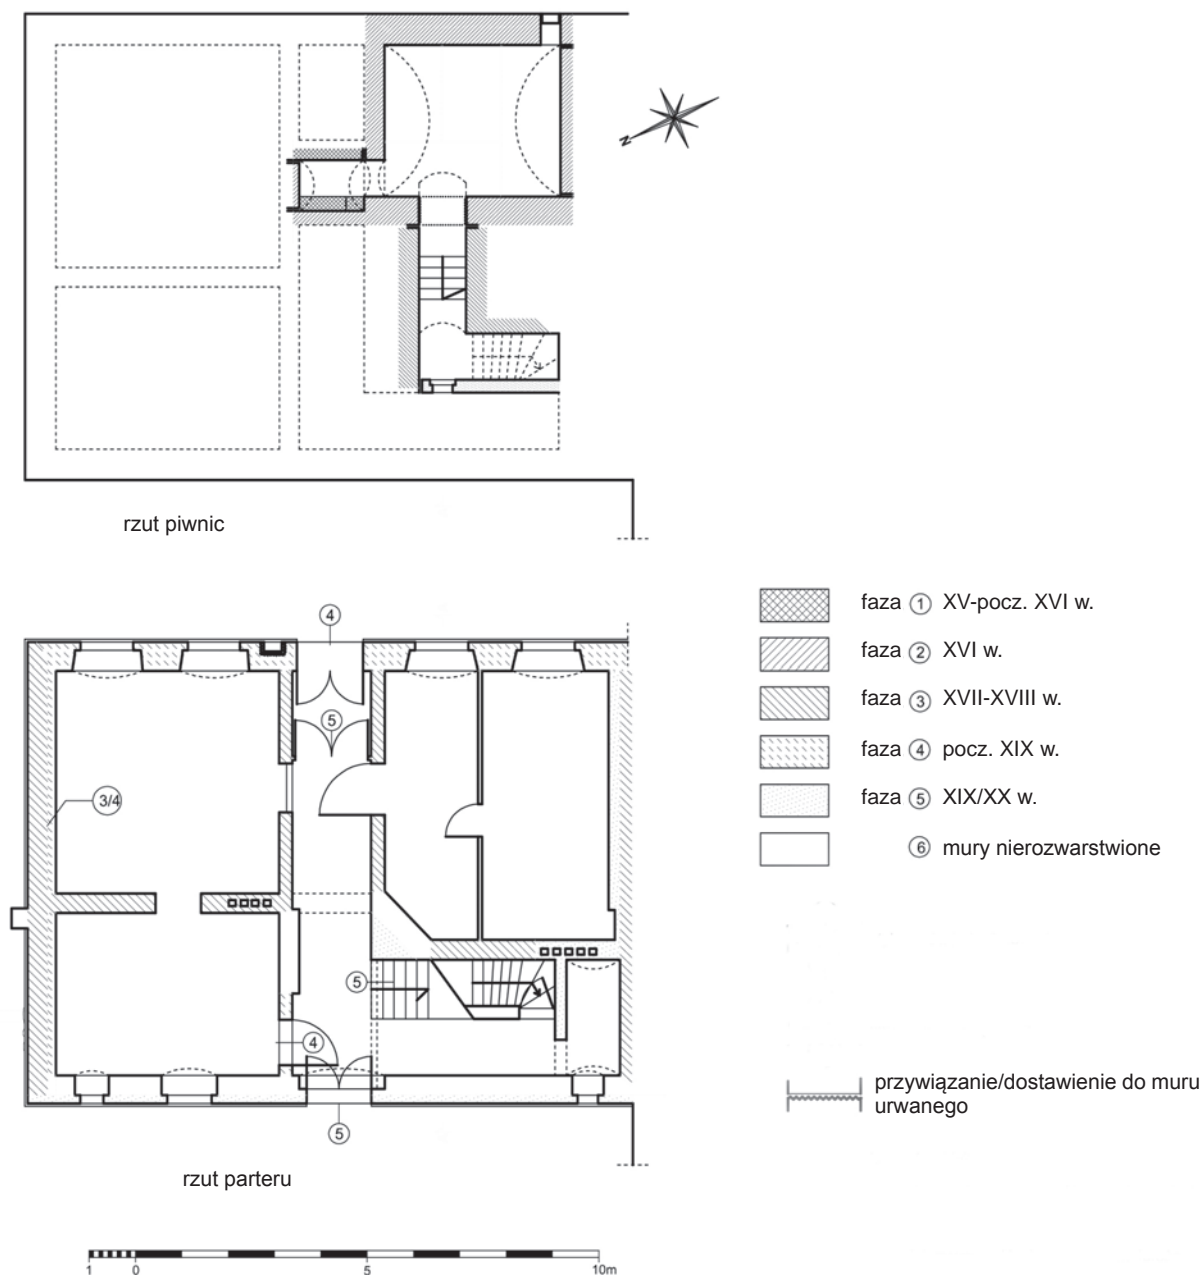 N
rzut piwnic
faza 1 XV-pocz. XVI w.
faza 2 XVI w.
faza 3 XVII-XVIII w.
faza 4 pocz. XIX w.
faza 5 XIX/XX w.
6 mury nierozwarstwione
4
5
3/4
5
4
5
przywiązanie/dostawienie do muru
urwanego
rzut parteru
1 0 5 10m